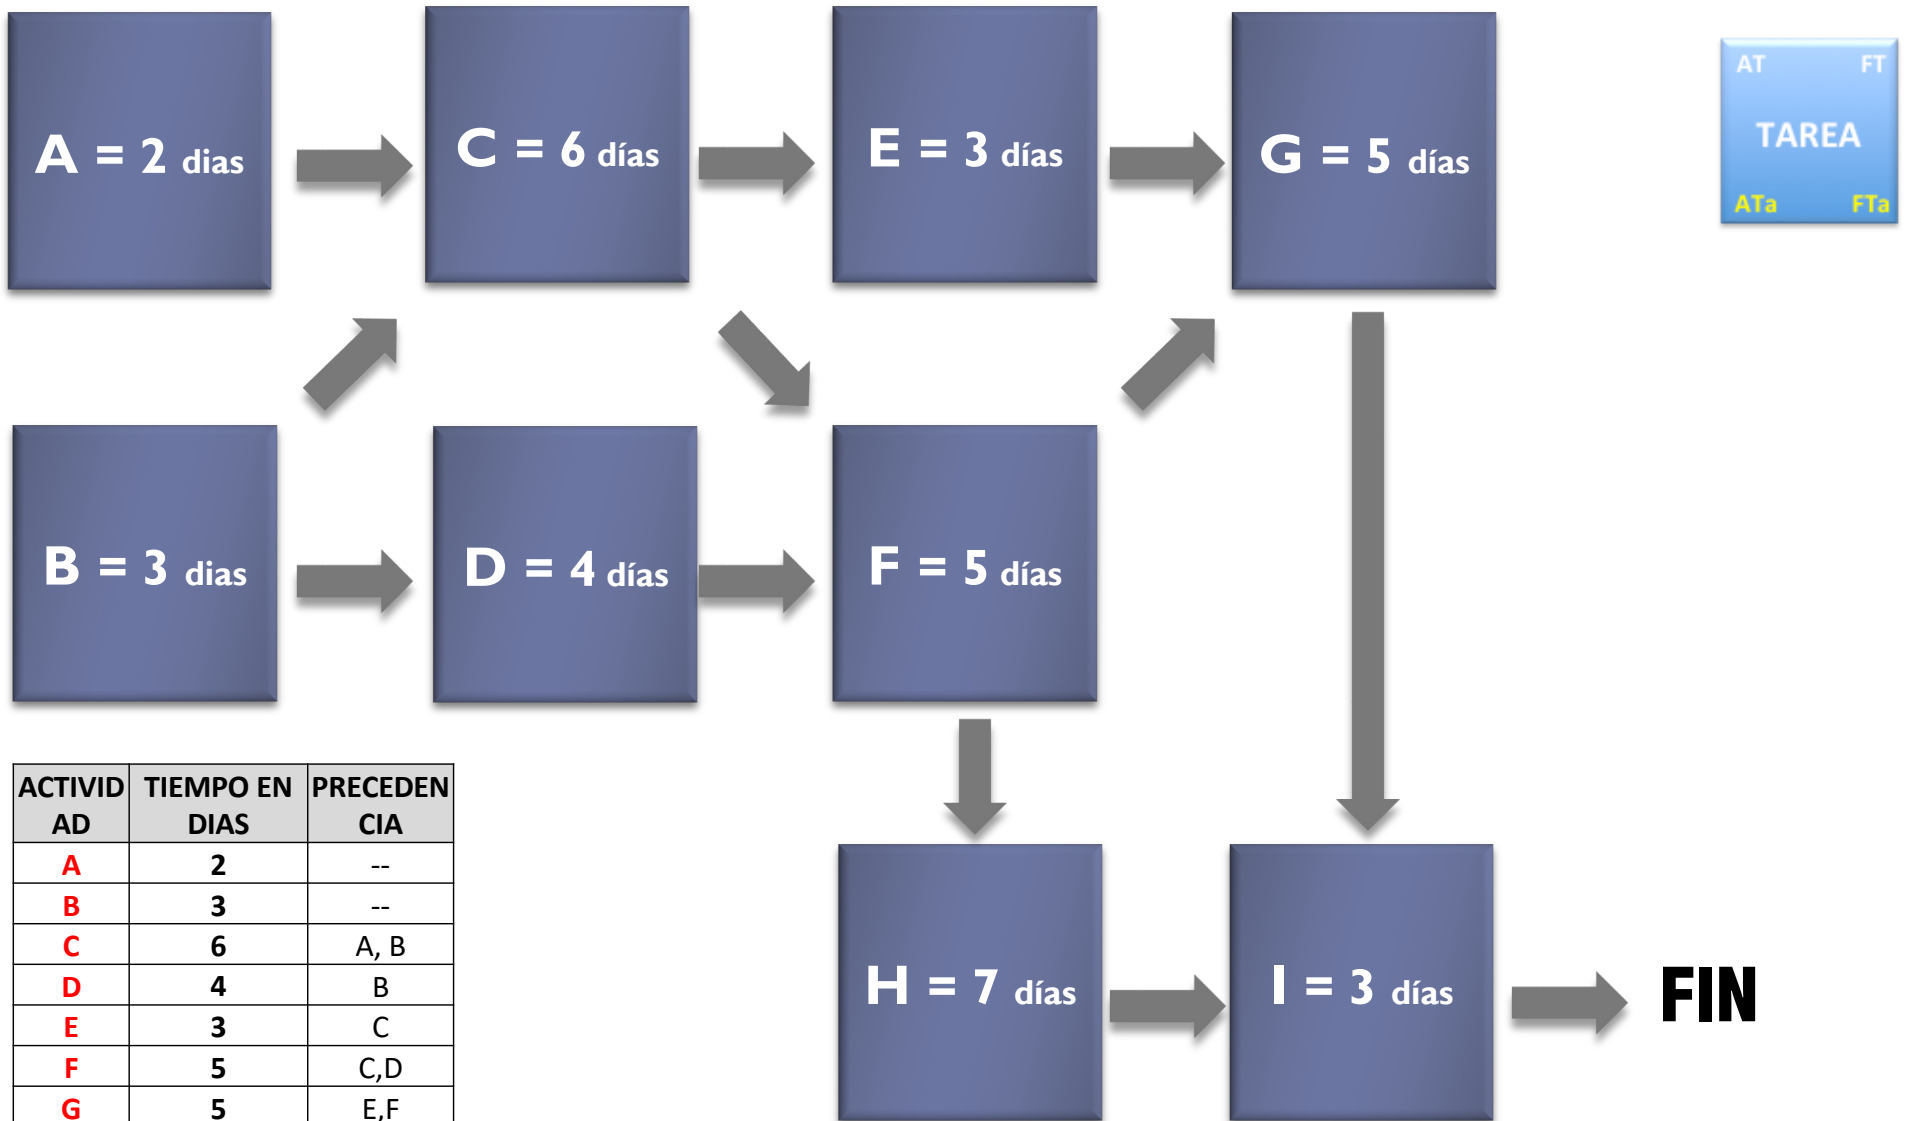 A = 2 dias
C = 6 días
E = 3 días
G = 5 días
AT FT
TAREA
ATa FTa
B = 3 dias
D = 4 días
F = 5 días
ACTIVID
AD
TIEMPO EN
DIAS
PRECEDEN
CIA
A 2 --
B 3 --
C 6 A, B
D 4 B
E 3 C
F 5 C,D
G 5 E,F
H = 7 días
I = 3 días
FIN